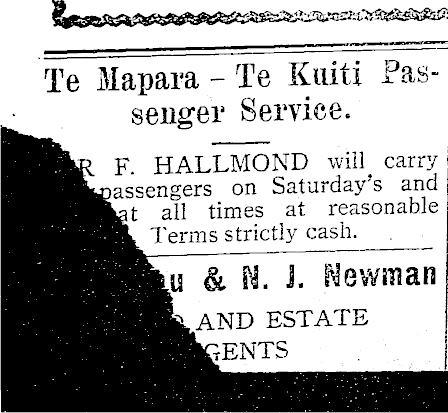 Te Mapara – Te Kuiti Pas-
senger Service.
R F. HALLMOND will carry
passengers on Saturday's and
at all times at reasonable
Terms strictly cash.
& N. J. Newman
AND ESTATE